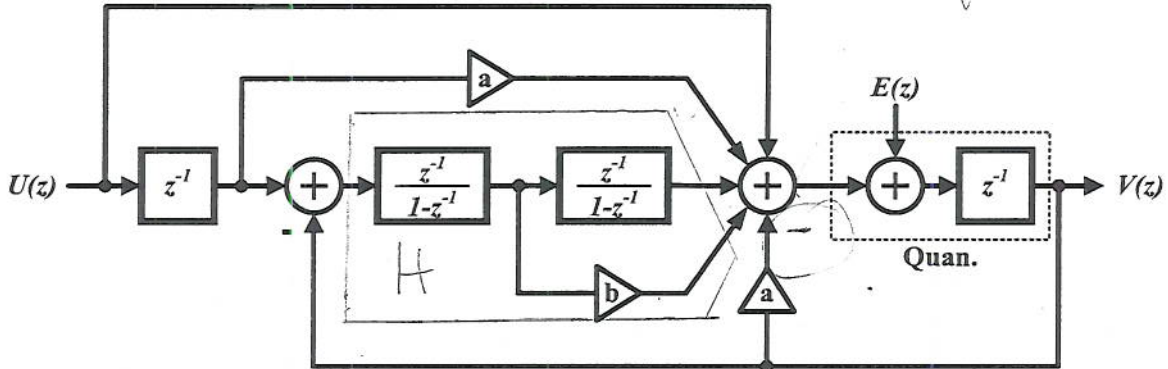 a
E(z)
U(z)
z⁻¹
+
z⁻¹
1-z⁻¹
z⁻¹
1-z⁻¹
+
+
z⁻¹
V(z)
-
-
H
b
a
Quan.